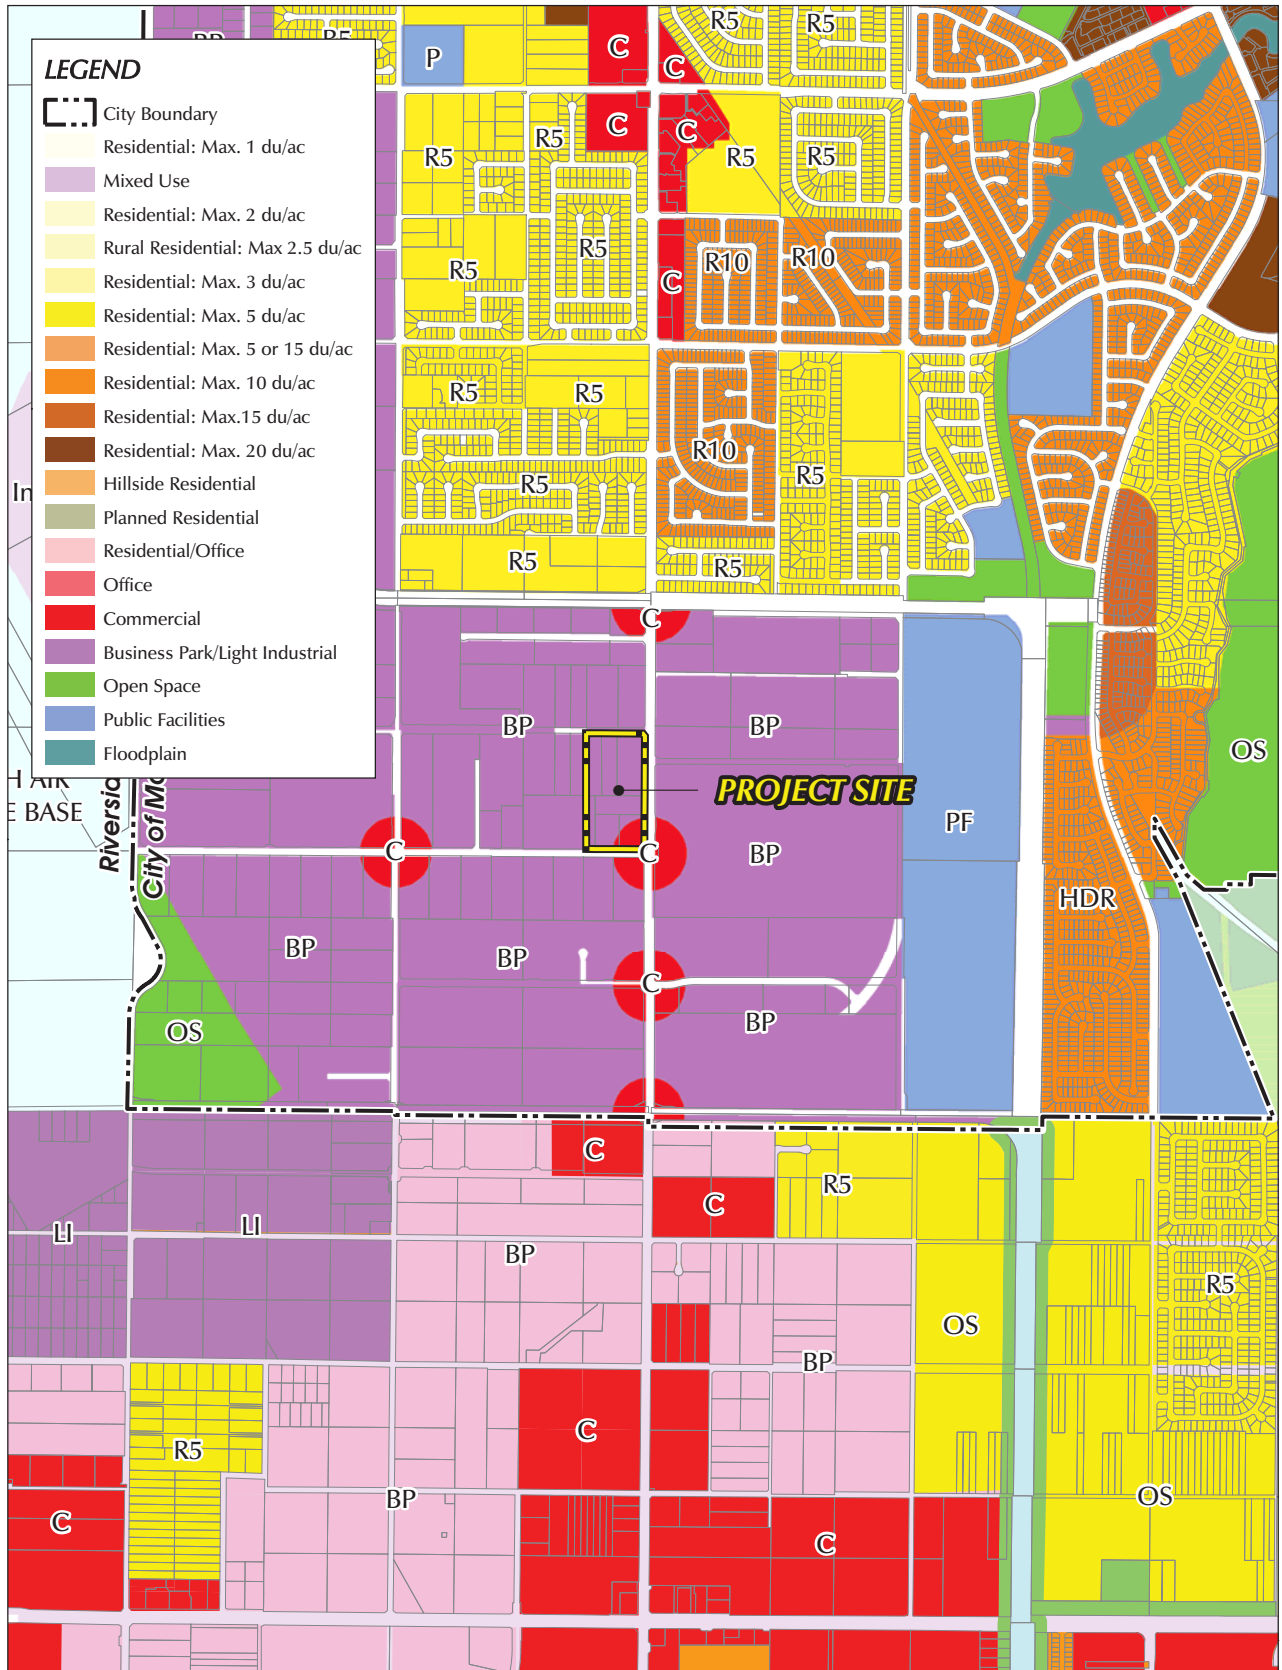 R5
R5
R5
C
C
P
LEGEND
City Boundary
Residential: Max. 1 du/ac
Mixed Use
Residential: Max. 2 du/ac
Rural Residential: Max 2.5 du/ac
Residential: Max. 3 du/ac
Residential: Max. 5 du/ac
Residential: Max. 5 or 15 du/ac
Residential: Max. 10 du/ac
Residential: Max.15 du/ac
Residential: Max. 20 du/ac
Hillside Residential
Planned Residential
Residential/Office
Office
Commercial
Business Park/Light Industrial
Open Space
Public Facilities
Floodplain
C
C
R5
R5
R5
R5
R5
R5
R10
R10
C
R5
R5
R10
R5
R5
R5
R5
In
C
BP
BP
OS
PROJECT SITE
E BASE
Riversid
City of Mo
PF
C
C
BP
HDR
BP
BP
C
BP
OS
C
R5
C
LI
LI
BP
R5
OS
BP
C
R5
BP
OS
C
C